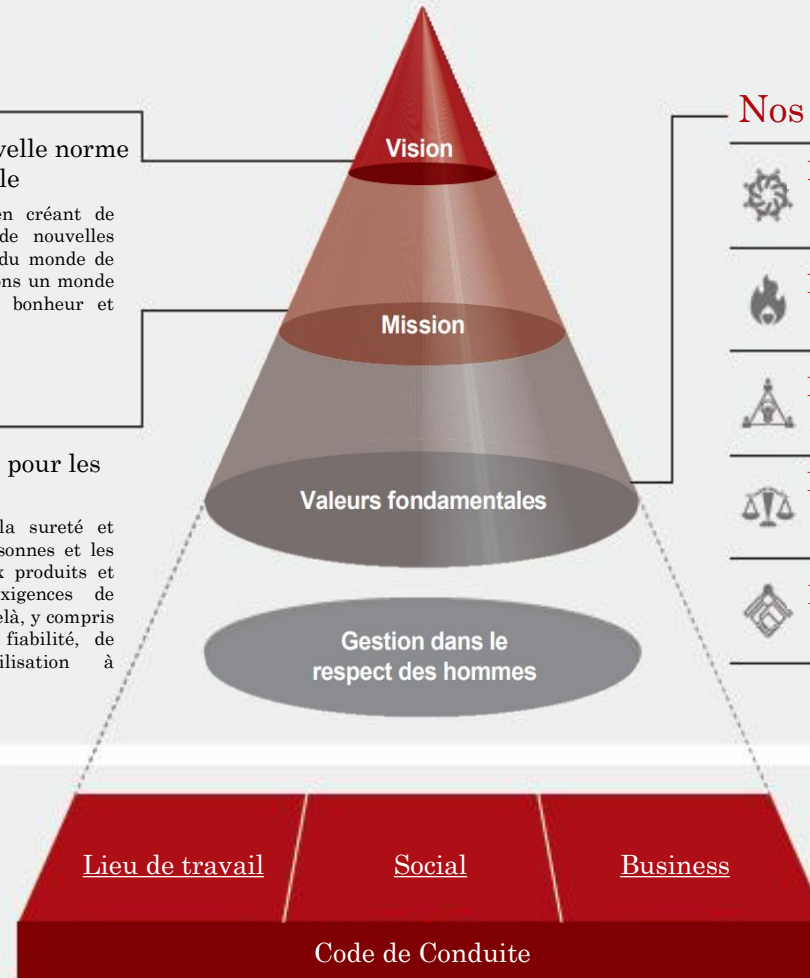 Vision
velle norme
le
en créant de
de nouvelles
du monde de
ons un monde
bonheur et
Mission
pour les
la sureté et
sonnes et les
x produits et
xigences de
elà, y compris
fiabilité, de
ilisation à
Nos
Valeurs fondamentales
Gestion dans le
respect des hommes
Lieu de travail
Social
Business
Code de Conduite